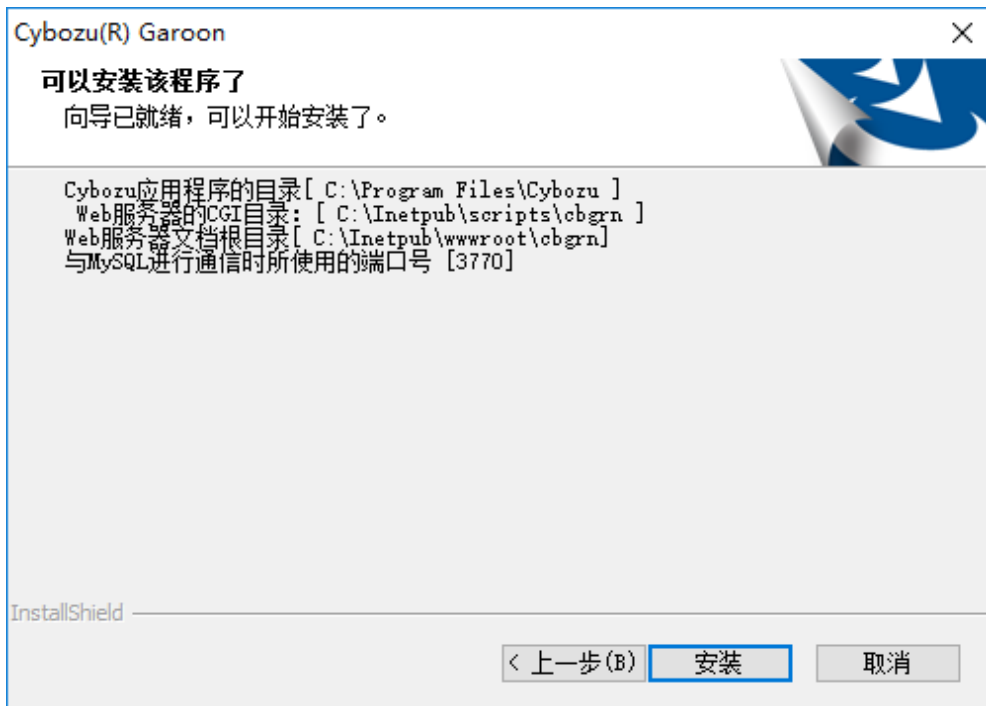 Cybozu(R) Garoon
可以安装该程序了
向导已就绪，可以开始安装了。
Cybozu应用程序的目录[ C:\Program Files\Cybozu ]
Web服务器的CGI目录: [ C:\Inetpub\scripts\cbgrn ]
Web服务器文档根目录[ C:\Inetpub\wwwroot\cbgrn]
与MySQL进行通信时所使用的端口号 [3770]
InstallShield
< 上一步(B)
安装
取消